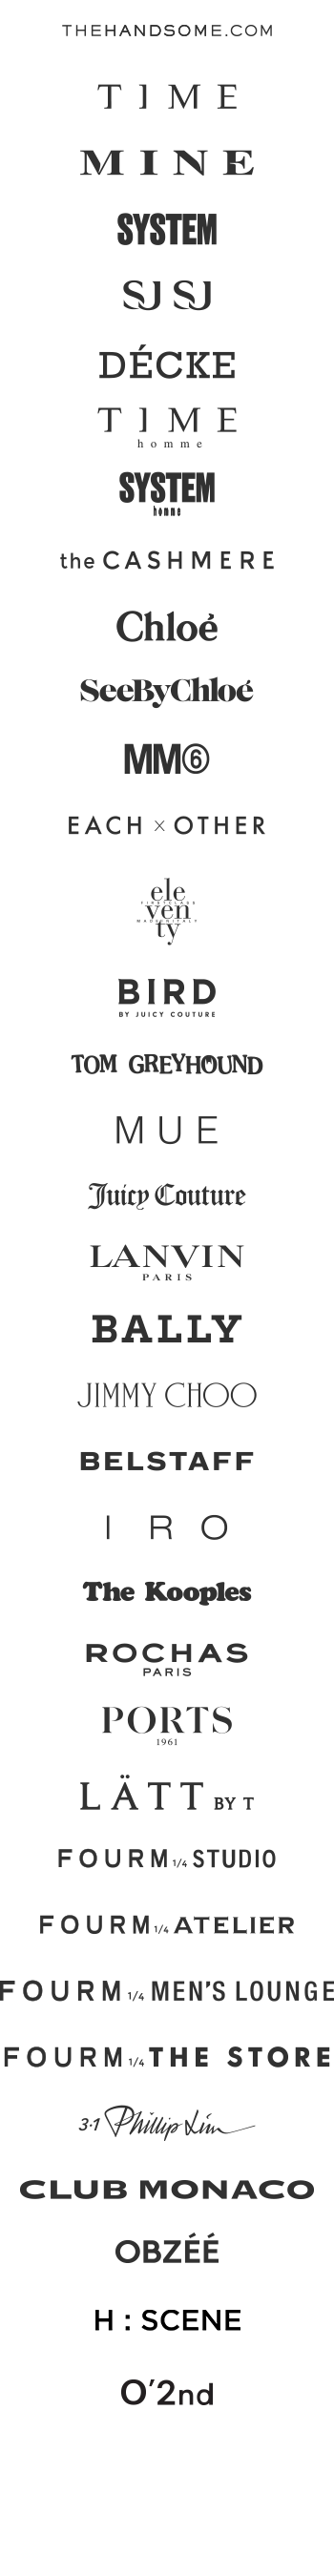 THEHANDSOME.COM
TIME
MINE
SYSTEM
SJSJ
DÉCKE
TIME
homme
SYSTEM
homme
the CASHMERE
Chloé
SeeByChloé
MM⑥
EACH × OTHER
ele
FIRSTCLASS
ven
MADEINITALY
ty
BIRD
BY JUICY COUTURE
TOM GREYHOUND
MUE
Juicy Couture
LANVIN
PARIS
BALLY
JIMMY CHOO
BELSTAFF
IRO
The Kooples
ROCHAS
PARIS
PORTS
1961
LÄTT BY T
FOURM 1/4 STUDIO
FOURM 1/4 ATELIER
FOURM 1/4 MEN'S LOUNGE
FOURM 1/4 THE STORE
3·1 Phillip Lim
CLUB MONACO
OBZÉÉ
H : SCENE
O'2nd